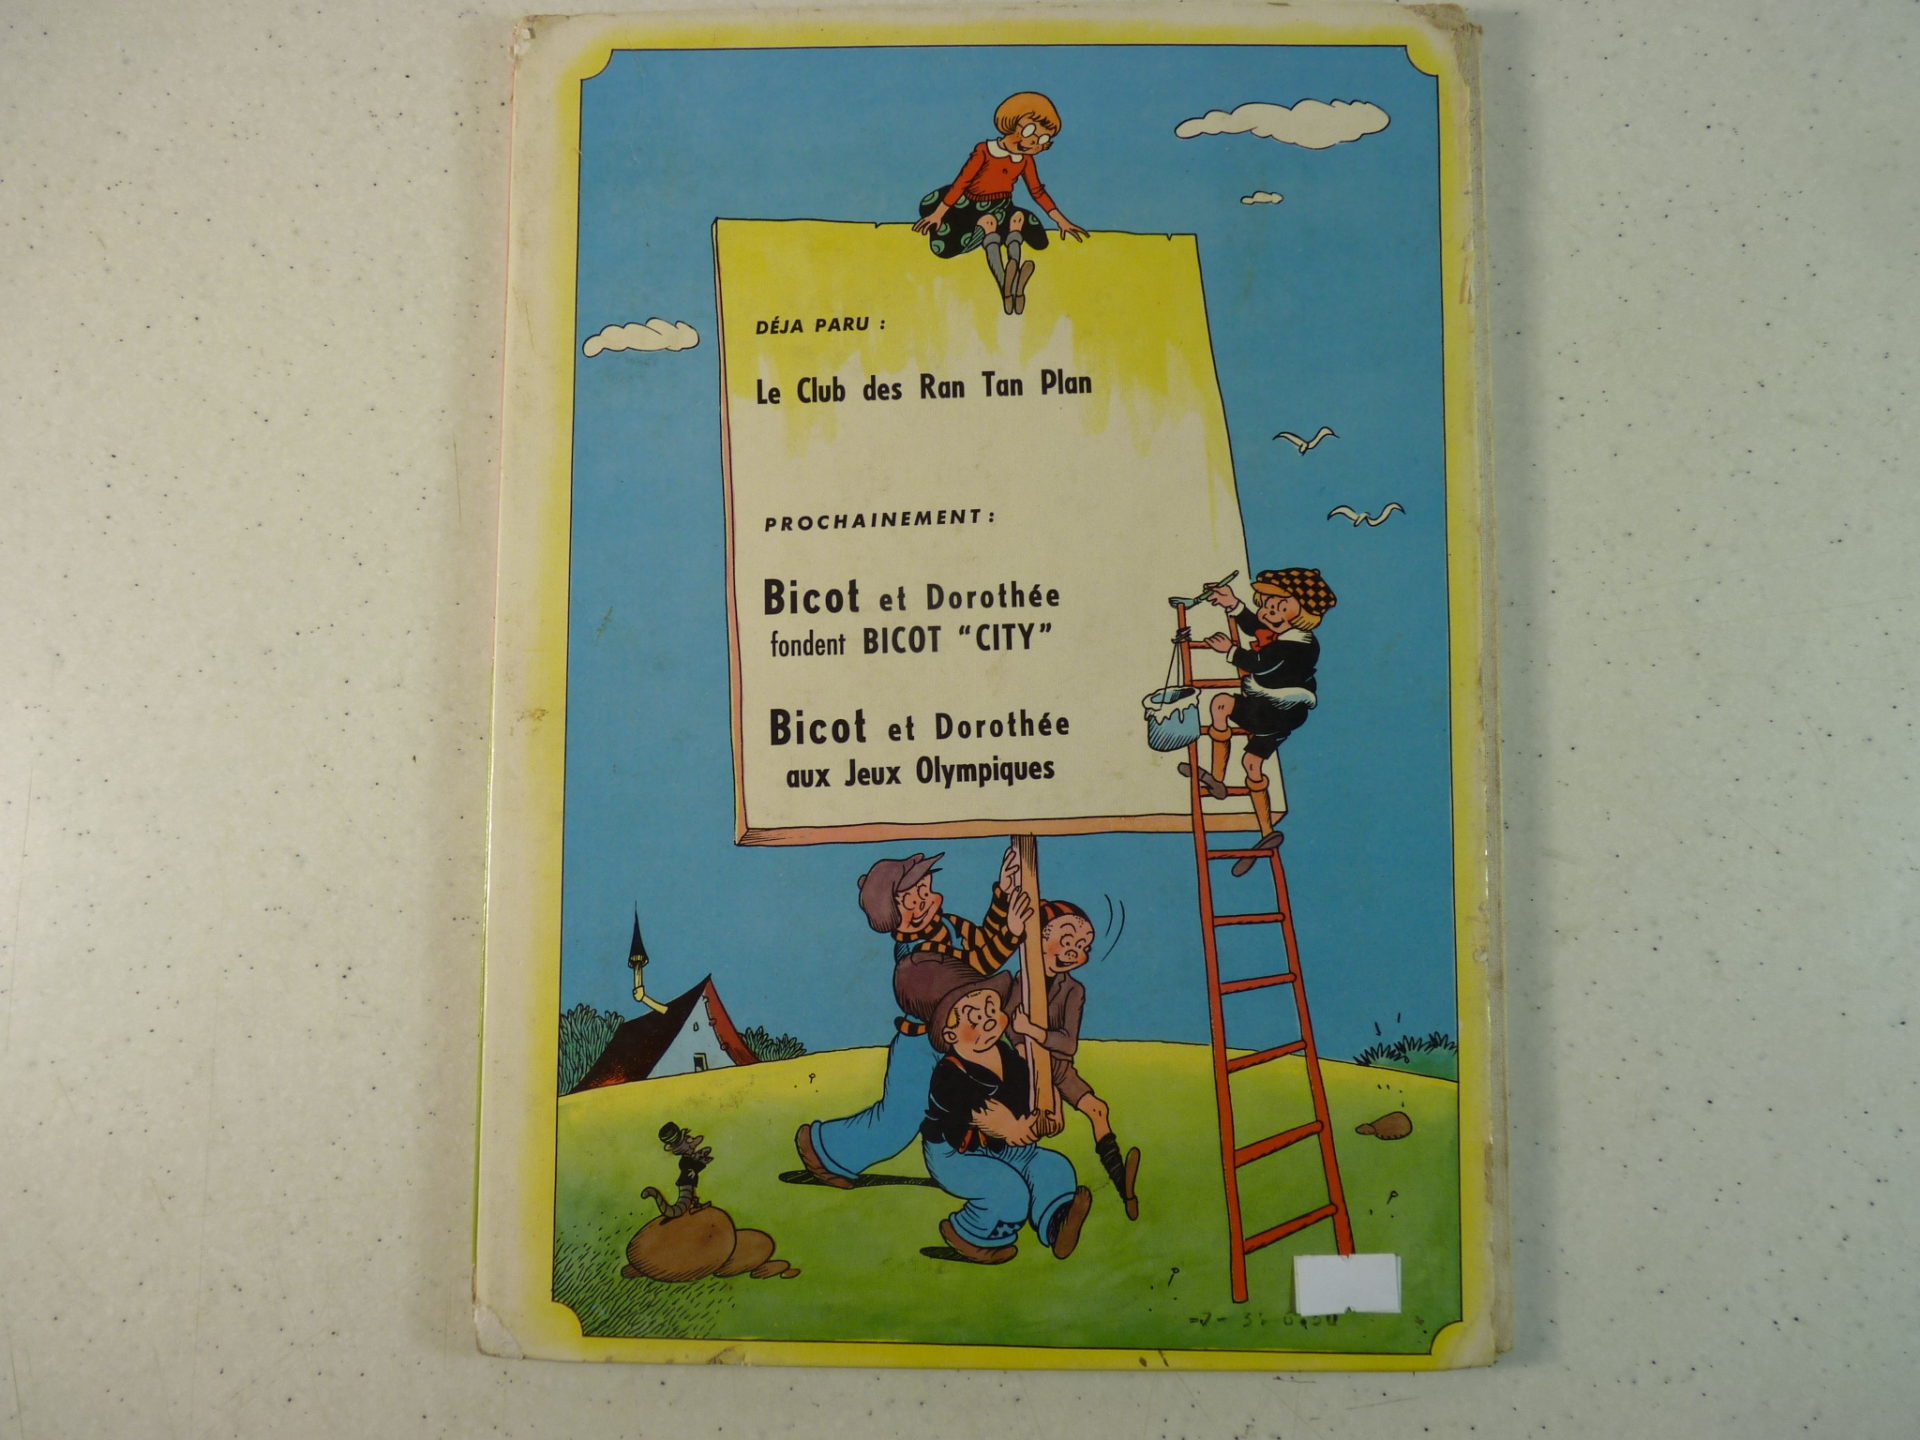 DÉJA PARU :
Le Club des Ran Tan Plan
PROCHAINEMENT :
Bicot et Dorothée
fondent BICOT "CITY"
Bicot et Dorothée
aux Jeux Olympiques